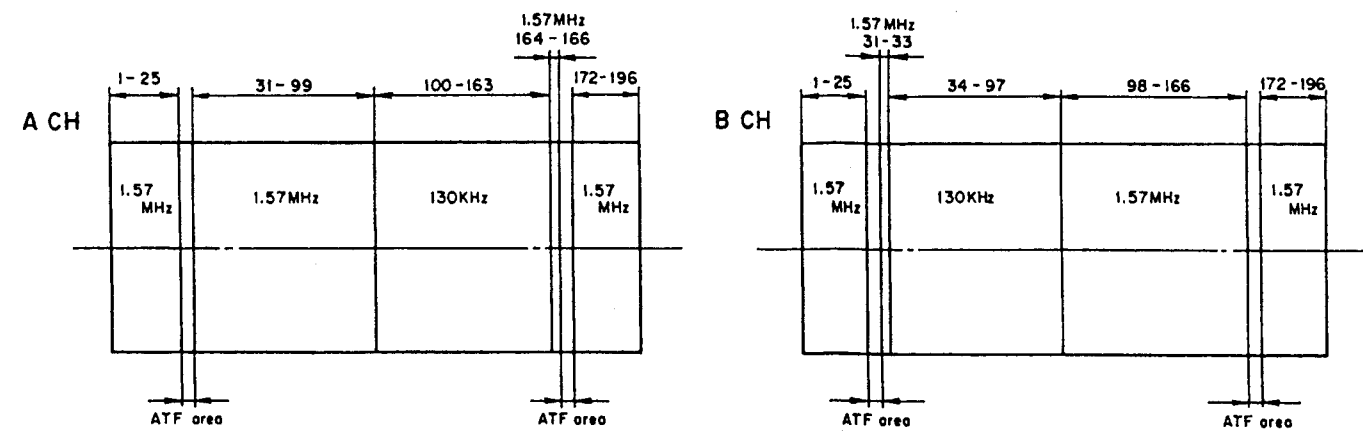 1.57MHz
164-166
1-25
31-99
100-163
172-196
A CH
1.57
MHz
1.57MHz
130KHz
1.57
MHz
ATF area
ATF area
1.57MHz
31-33
1-25
34-97
98-166
172-196
B CH
1.57
MHz
130KHz
1.57MHz
1.57
MHz
ATF area
ATF area